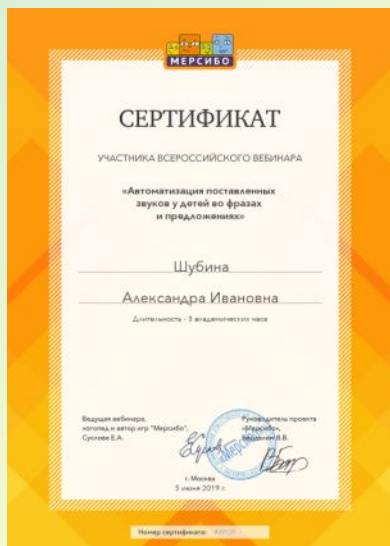 МЕРСИБО
СЕРТИФИКАТ
УЧАСТНИКА ВСЕРОССИЙСКОГО ВЕБИНАРА
«Автоматизация поставленных
звуков у детей во фразах
и предложениях»
Шубина
Александра Ивановна
Длительность - 3 академических часа
Ведущая вебинара,
логопед и автор игр "Мерсибо",
Суслова Е.А.
Руководитель проекта
«Мерсибо»,
В.В.
«Мерсибо»
г. Москва
5 июня 2019 г.
Номер сертификата: